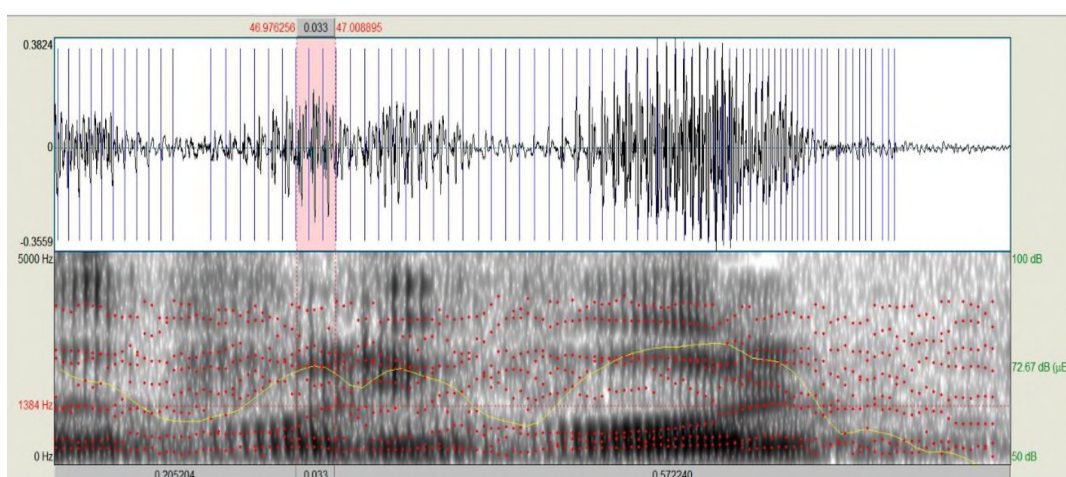 46.976256 0.033 47.008895
0.3824
0
-0.3559
5000 Hz 100 dB
72.67 dB (µE
1384 Hz
0 Hz 50 dB
0.205204 0.033 0.572240